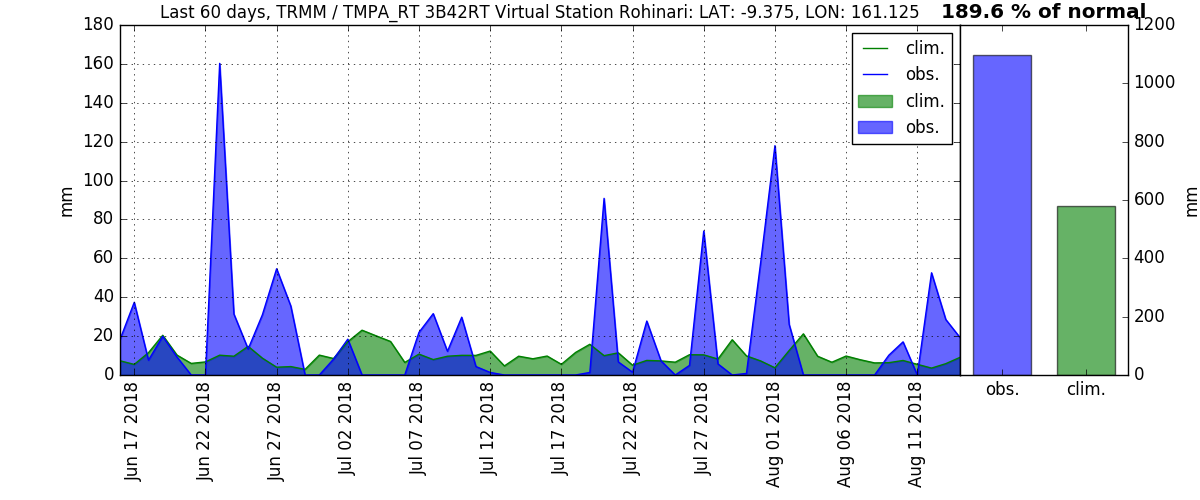 Last 60 days, TRMM / TMPA_RT 3B42RT Virtual Station Rohinari: LAT: -9.375, LON: 161.125
189.6 % of normal
180
160
140
120
100
80
60
40
20
0
mm
clim.
obs.
clim.
obs.
Jun 17 2018
Jun 22 2018
Jun 27 2018
Jul 02 2018
Jul 07 2018
Jul 12 2018
Jul 17 2018
Jul 22 2018
Jul 27 2018
Aug 01 2018
Aug 06 2018
Aug 11 2018
1200
1000
800
600
400
200
0
mm
obs.
clim.